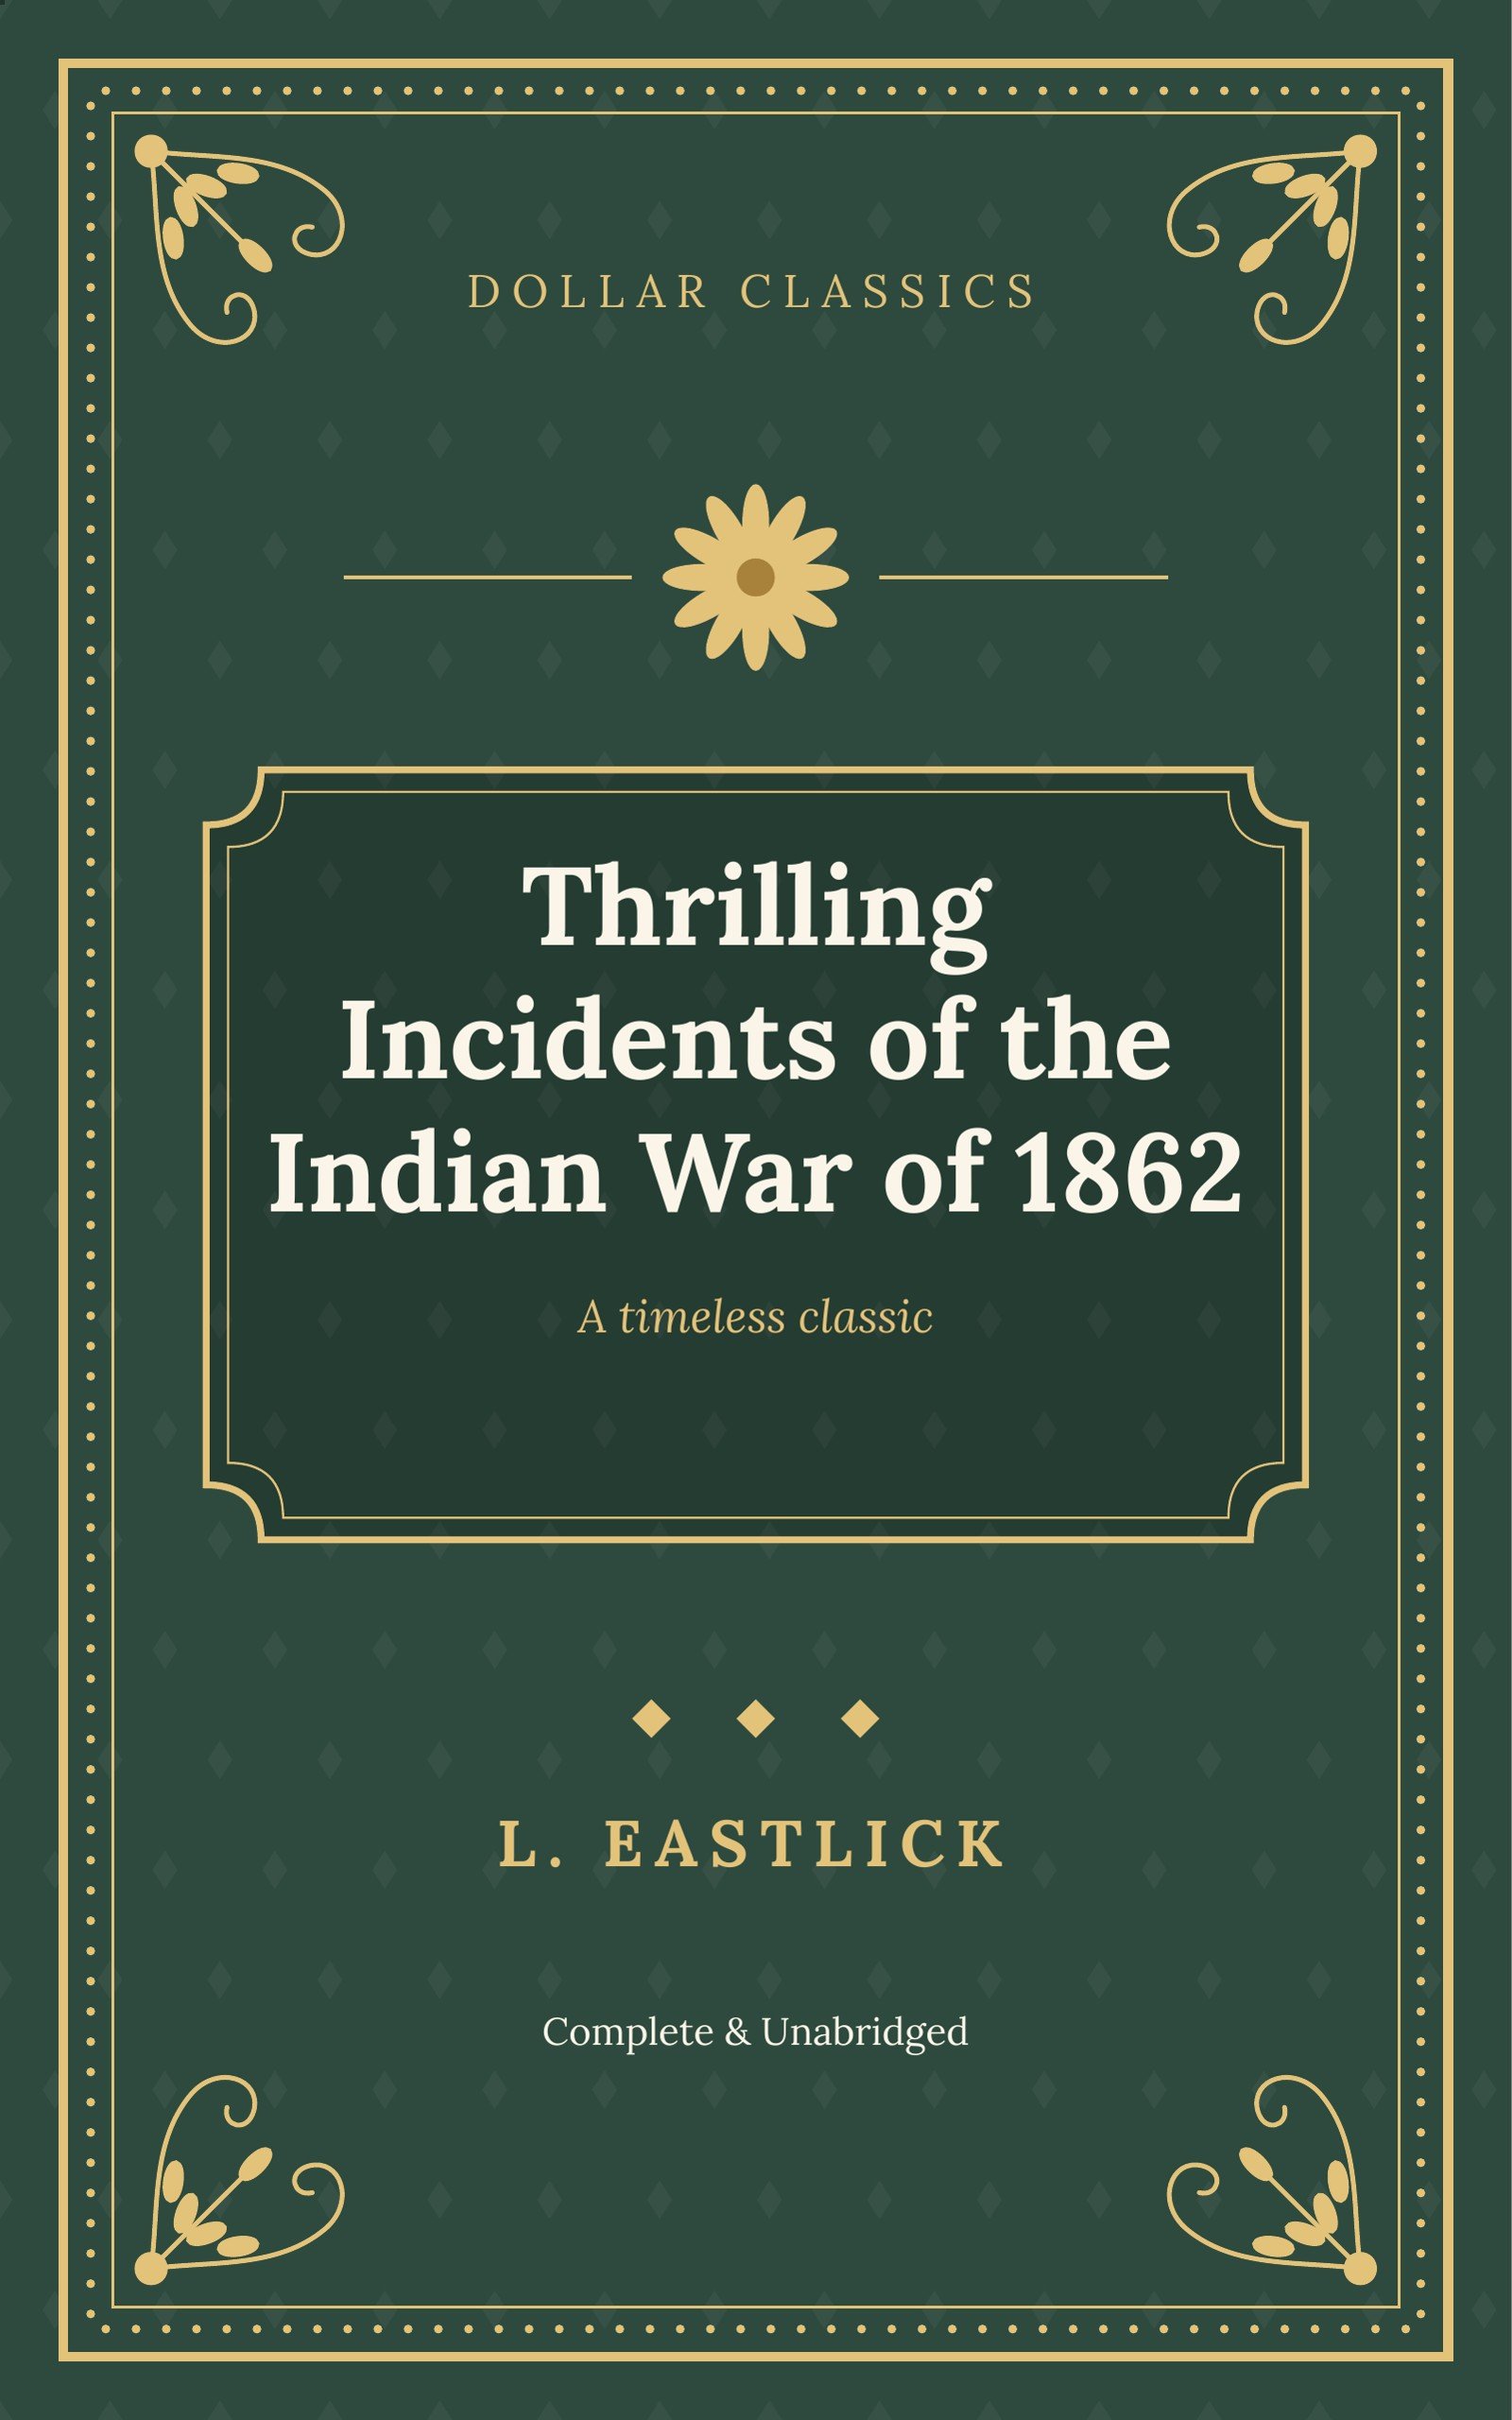 DOLLAR CLASSICS
Thrilling
Incidents of the
Indian War of 1862
A timeless classic
L. EASTLICK
Complete & Unabridged